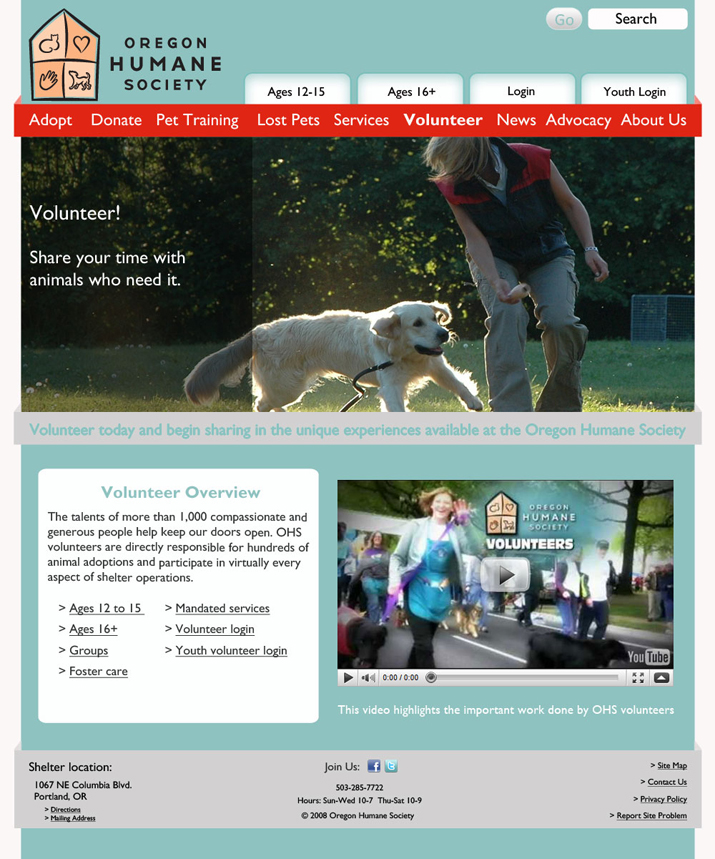 Go
Search
OREGON
HUMANE
SOCIETY
Ages 12-15
Ages 16+
Login
Youth Login
Adopt Donate Pet Training Lost Pets Services Volunteer News Advocacy About Us
Volunteer!
Share your time with
animals who need it.
Volunteer today and begin sharing in the unique experiences available at the Oregon Humane Society
Volunteer Overview
The talents of more than 1,000 compassionate and
generous people help keep our doors open. OHS
volunteers are directly responsible for hundreds of
animal adoptions and participate in virtually every
aspect of shelter operations.
> Ages 12 to 15
> Ages 16+
> Groups
> Foster care
> Mandated services
> Volunteer login
> Youth volunteer login
OREGON
HUMANE
SOCIETY
VOLUNTEERS
YouTube
0:00 / 0:00
This video highlights the important work done by OHS volunteers
Shelter location:
1067 NE Columbia Blvd.
Portland, OR
> Directions
> Mailing Address
Join Us:
503-285-7722
Hours: Sun-Wed 10-7 Thu-Sat 10-9
© 2008 Oregon Humane Society
> Site Map
> Contact Us
> Privacy Policy
> Report Site Problem